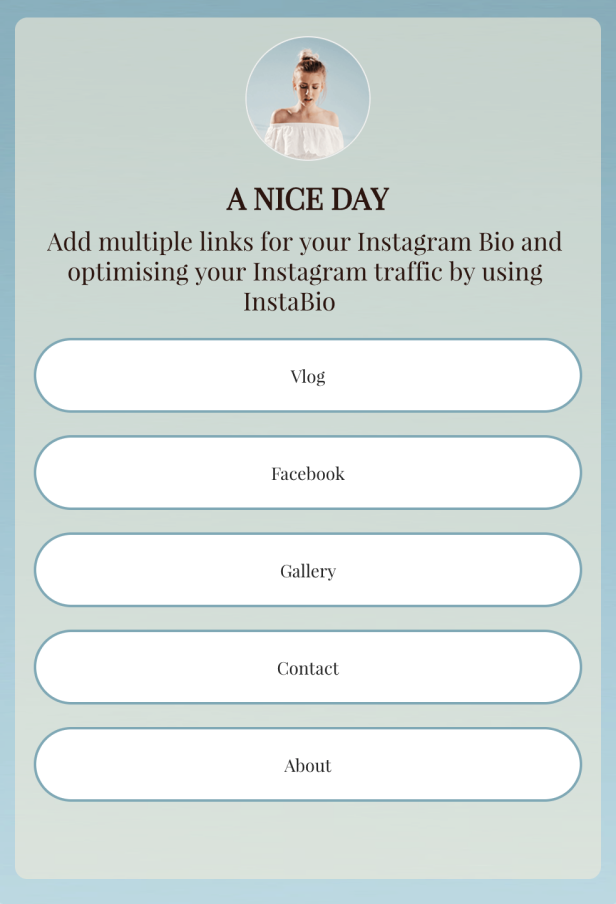 A NICE DAY
Add multiple links for your Instagram Bio and
optimising your Instagram traffic by using
InstaBio
Vlog
Facebook
Gallery
Contact
About